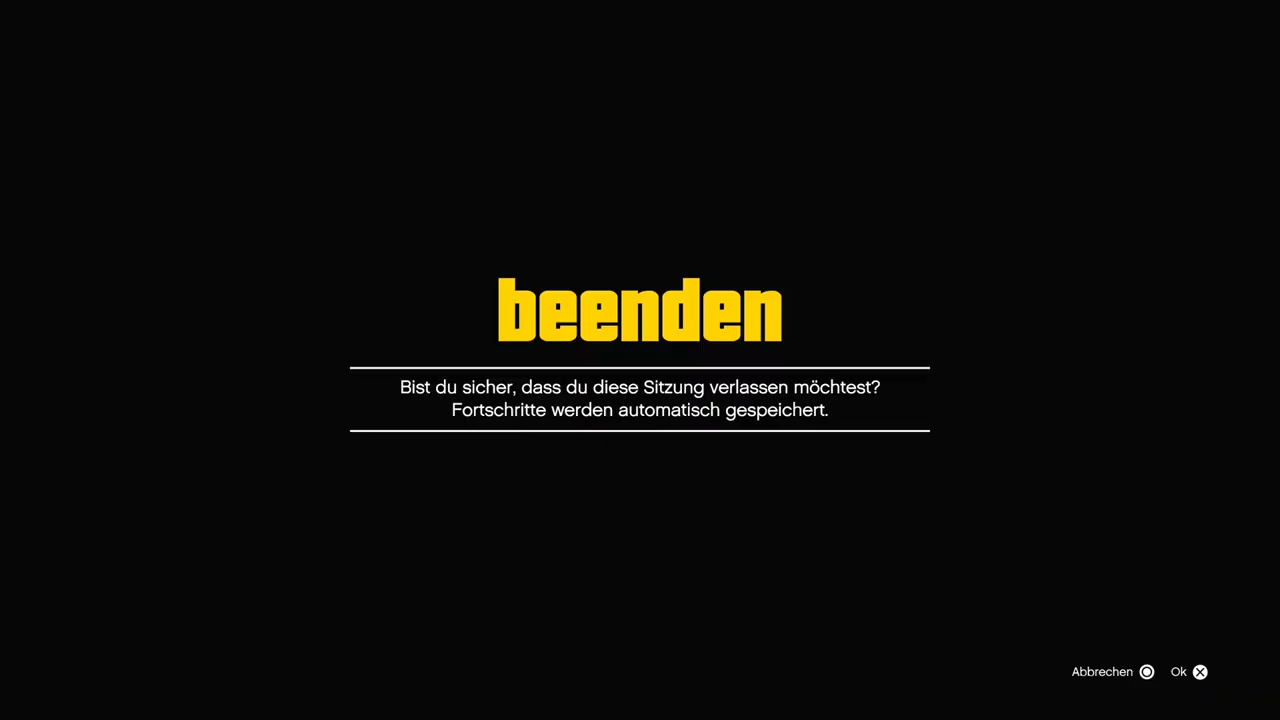 beenden
Bist du sicher, dass du diese Sitzung verlassen möchtest?
Fortschritte werden automatisch gespeichert.
Abbrechen Ok